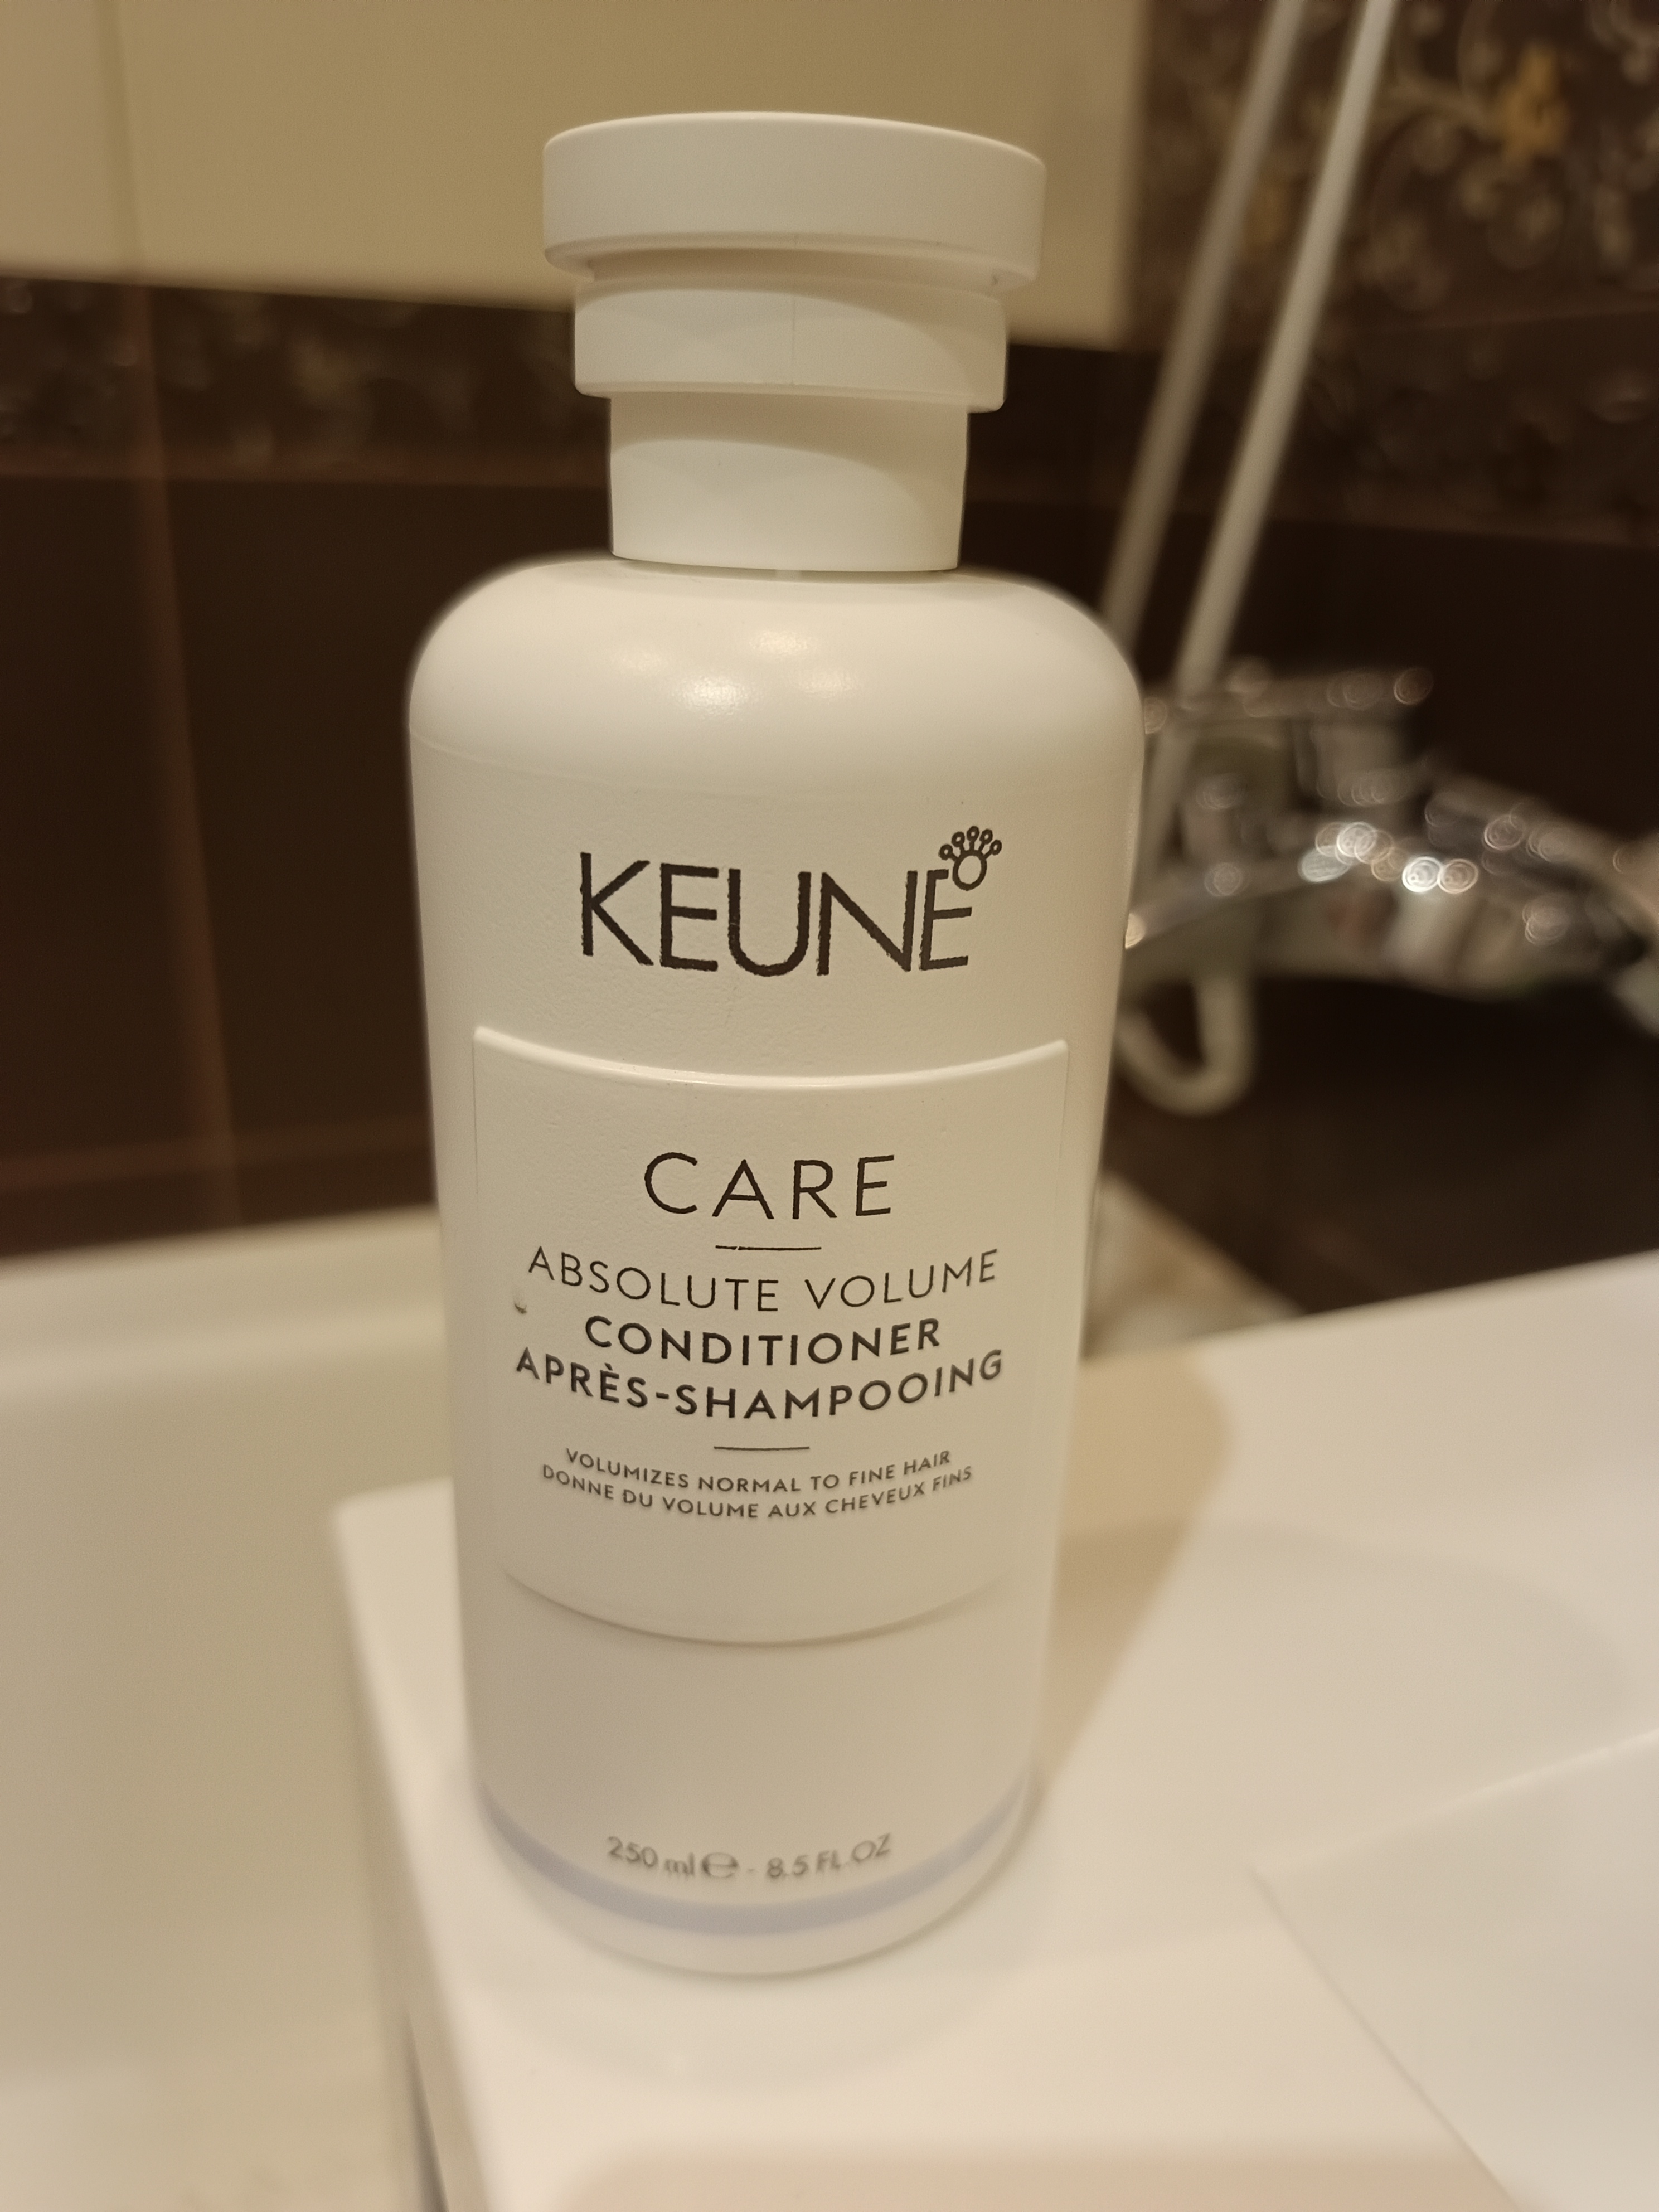 KEUNE
CARE
ABSOLUTE VOLUME
CONDITIONER
APRÈS-SHAMPOOING
VOLUMIZES NORMAL TO FINE HAIR
DONNE DU VOLUME AUX CHEVEUX FINS
250 ml ℮ - 8.5 FL.OZ